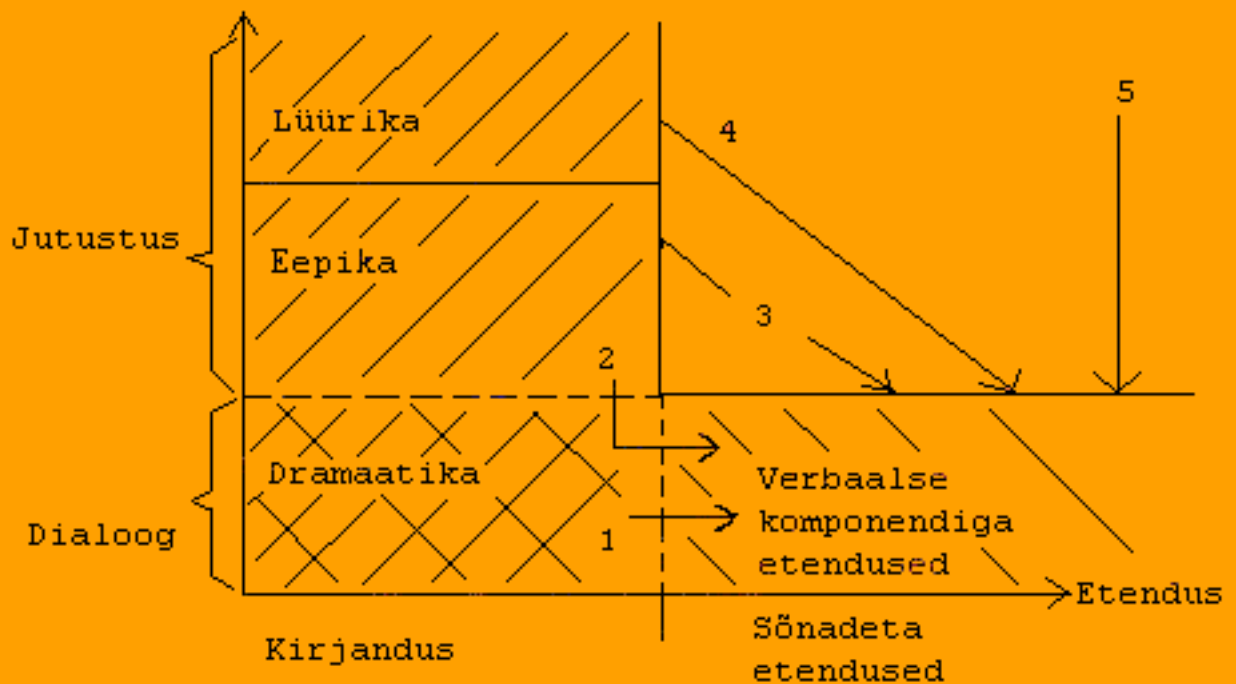 5
4
Lüürika
Jutustus
Eepika
3
2
Dramaatika
Verbaalse
komponendiga
etendused
1
Dialoog
Etendus
Kirjandus
Sõnadeta
etendused